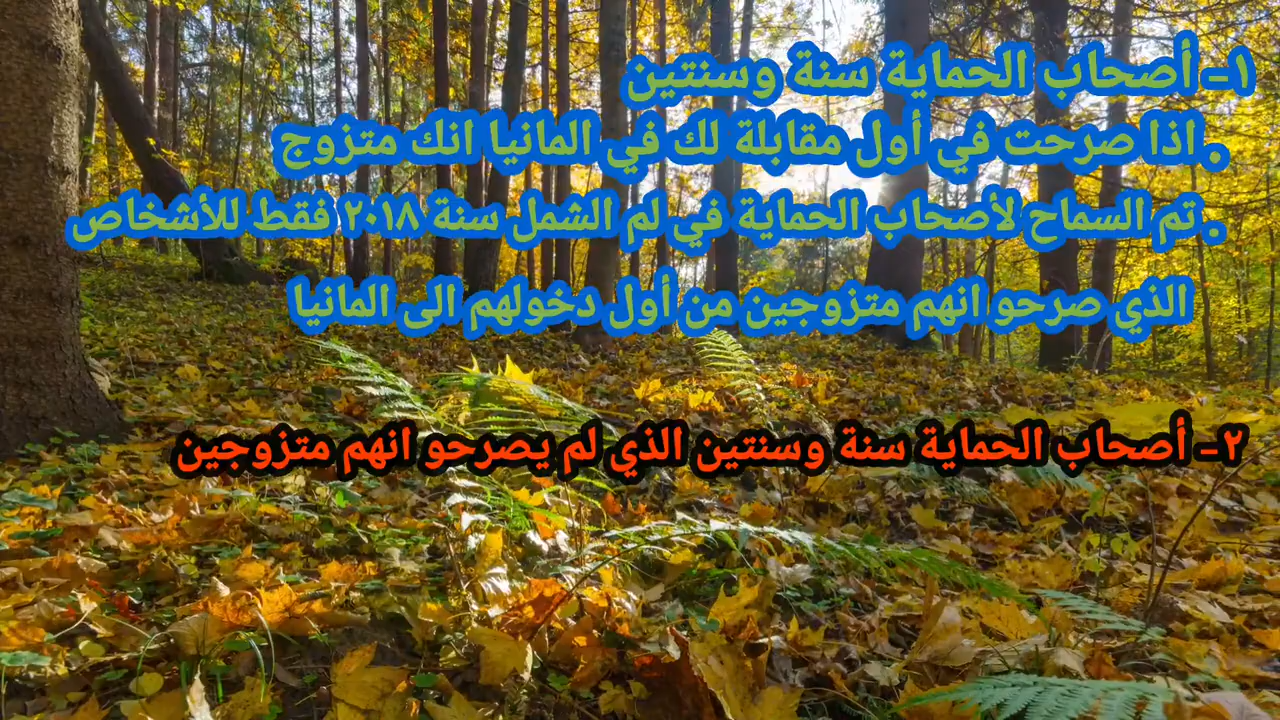 ١- أصحاب الحماية سنة وسنتين
. اذا صرحت في أول مقابلة لك في المانيا انك متزوج
. تم السماح لأصحاب الحماية في لم الشمل سنة ٢٠١٨ فقط للأشخاص
الذي صرحو انهم متزوجين من أول دخولهم الى المانيا
٢- أصحاب الحماية سنة وسنتين الذي لم يصرحو انهم متزوجين